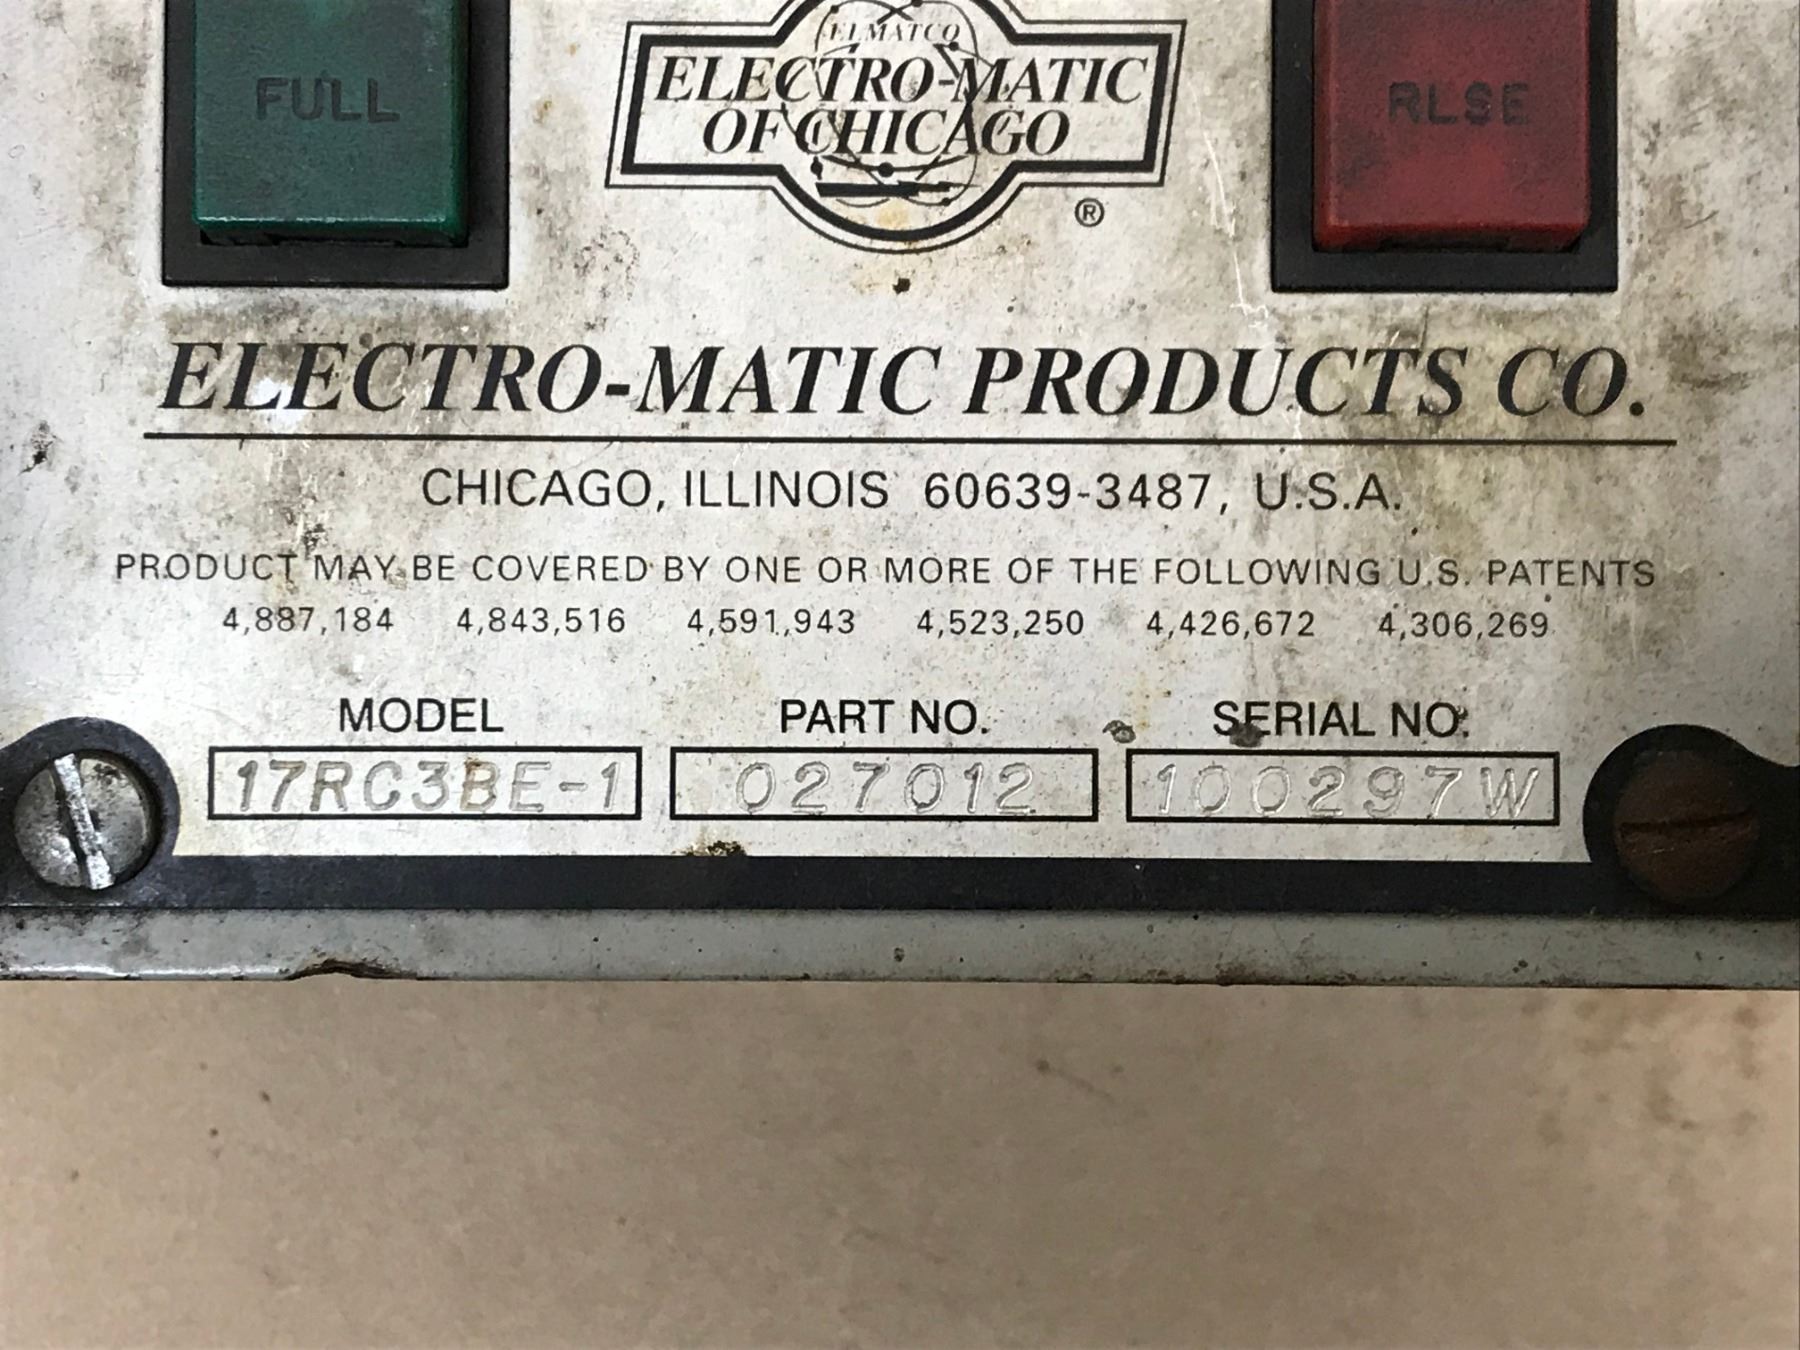 FULL
ELMATCO
ELECTRO-MATIC
OF CHICAGO
®
RLSE
ELECTRO-MATIC PRODUCTS CO.
CHICAGO, ILLINOIS 60639-3487, U.S.A.
PRODUCT MAY BE COVERED BY ONE OR MORE OF THE FOLLOWING U.S. PATENTS
4,887,184 4,843,516 4,591,943 4,523,250 4,426,672 4,306,269
MODEL PART NO. SERIAL NO.
17RC3BE-1 027012 100297W